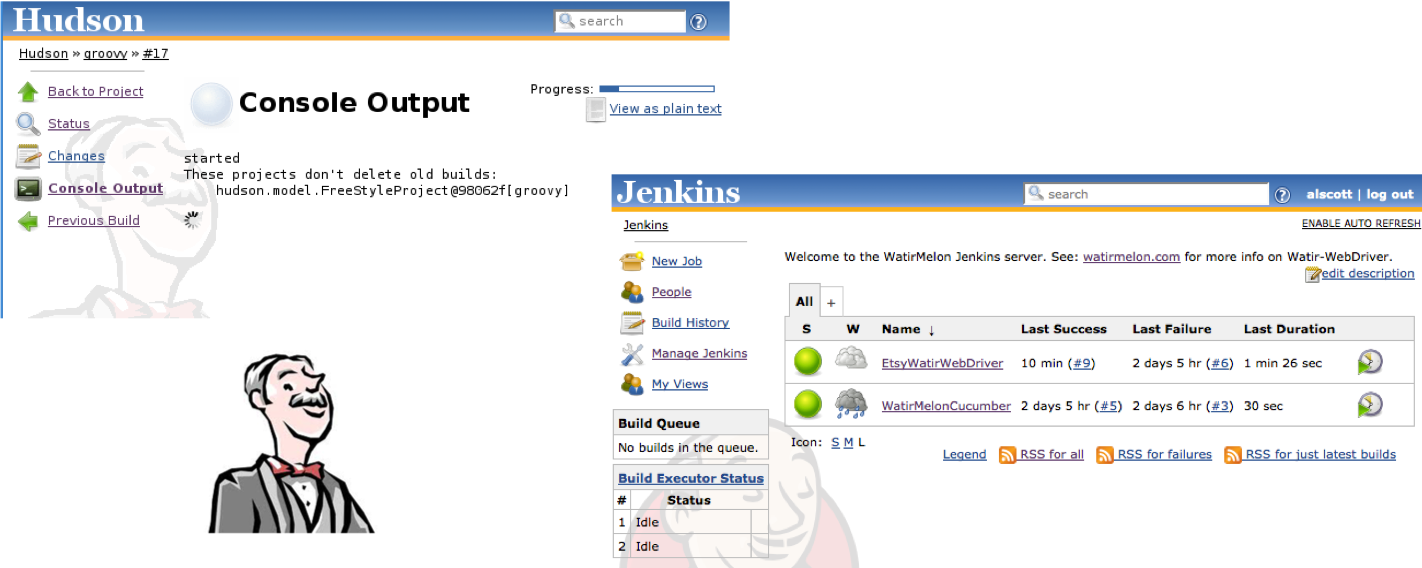 Hudson
search
Hudson » groovy » #17
Back to Project
Status
Changes
Console Output
Previous Build
Console Output
Progress:
View as plain text
started
These projects don't delete old builds:
hudson.model.FreeStyleProject@98062f[groovy]
Jenkins
search
alscott | log out
Jenkins
ENABLE AUTO REFRESH
New Job
People
Build History
Manage Jenkins
My Views
Build Queue
No builds in the queue.
Build Executor Status
# Status
1 Idle
2 Idle
Welcome to the WatirMelon Jenkins server. See: watirmelon.com for more info on Watir-WebDriver.
edit description
All +
S W Name ↓ Last Success Last Failure Last Duration
EtsyWatirWebDriver 10 min (#9) 2 days 5 hr (#6) 1 min 26 sec
WatirMelonCucumber 2 days 5 hr (#5) 2 days 6 hr (#3) 30 sec
Icon: S M L
Legend RSS for all RSS for failures RSS for just latest builds